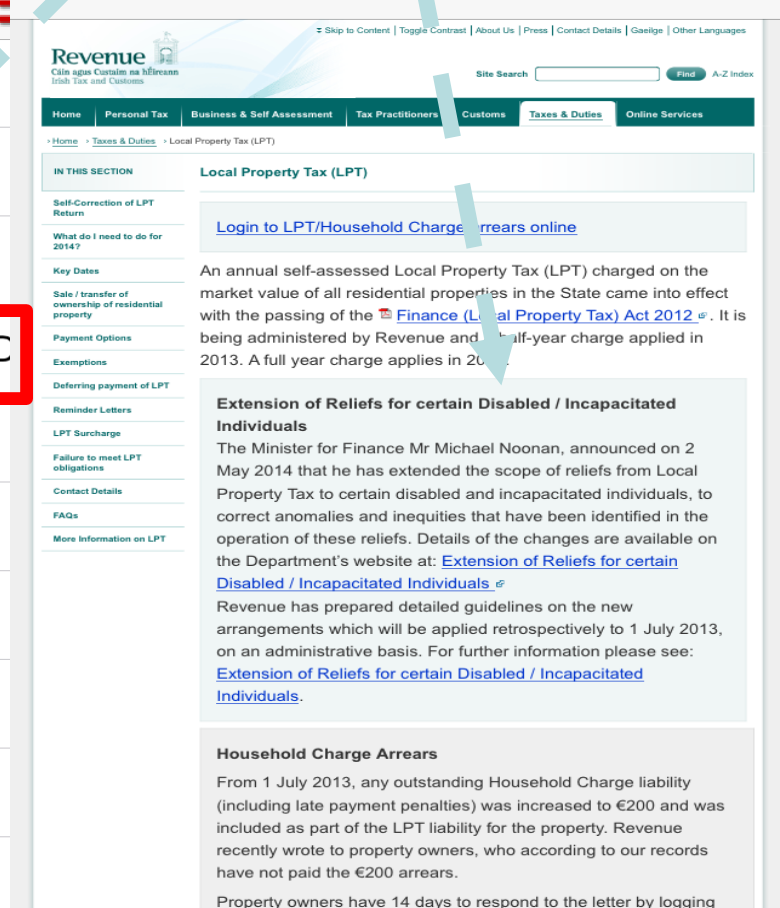 Skip to Content | Toggle Contrast | About Us | Press | Contact Details | Gaeilge | Other Languages
Revenue
Cáin agus Custaim na hÉireann
Irish Tax and Customs
Site Search Find A-Z Index
Home Personal Tax Business & Self Assessment Tax Practitioners Customs Taxes & Duties Online Services
Home Taxes & Duties Local Property Tax (LPT)
IN THIS SECTION
Self-Correction of LPT
Return
What do I need to do for
2014?
Key Dates
Sale / transfer of
ownership of residential
property
Payment Options
Exemptions
Deferring payment of LPT
Reminder Letters
LPT Surcharge
Failure to meet LPT
obligations
Contact Details
FAQs
More Information on LPT
Local Property Tax (LPT)
Login to LPT/Household Charge arrears online
An annual self-assessed Local Property Tax (LPT) charged on the
market value of all residential properties in the State came into effect
with the passing of the Finance (Local Property Tax) Act 2012. It is
being administered by Revenue and half-year charge applied in
2013. A full year charge applies in
Extension of Reliefs for certain Disabled / Incapacitated
Individuals
The Minister for Finance Mr Michael Noonan, announced on 2
May 2014 that he has extended the scope of reliefs from Local
Property Tax to certain disabled and incapacitated individuals, to
correct anomalies and inequities that have been identified in the
operation of these reliefs. Details of the changes are available on
the Department's website at: Extension of Reliefs for certain
Disabled / Incapacitated Individuals
Revenue has prepared detailed guidelines on the new
arrangements which will be applied retrospectively to 1 July 2013,
on an administrative basis. For further information please see:
Extension of Reliefs for certain Disabled / Incapacitated
Individuals.
Household Charge Arrears
From 1 July 2013, any outstanding Household Charge liability
(including late payment penalties) was increased to €200 and was
included as part of the LPT liability for the property. Revenue
recently wrote to property owners, who according to our records
have not paid the €200 arrears.
Property owners have 14 days to respond to the letter by logging